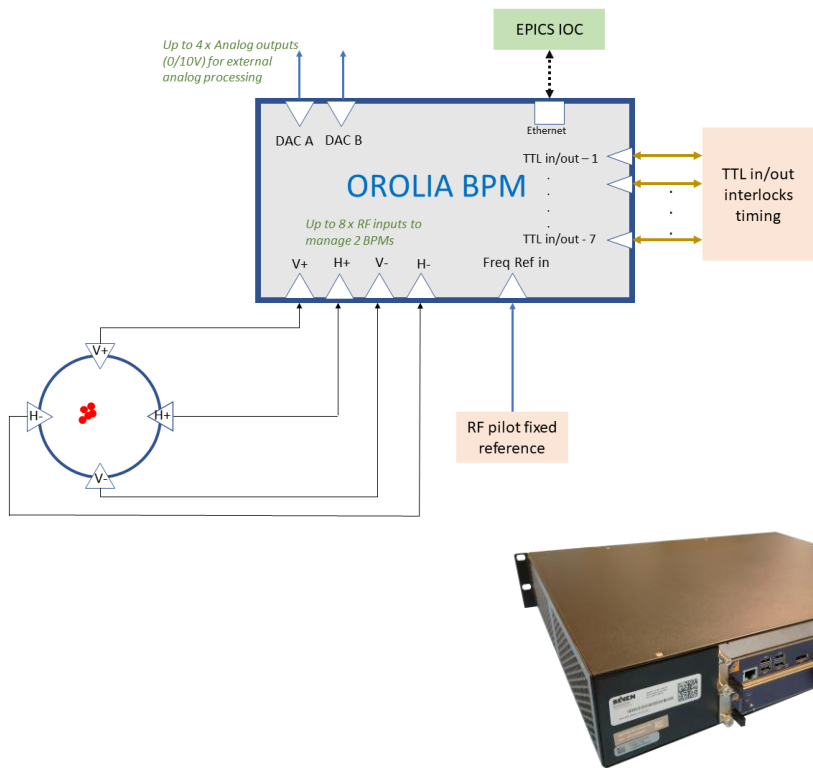 EPICS IOC
Up to 4 x Analog outputs
(0/10V) for external
analog processing
Ethernet
DAC A
DAC B
OROLIA BPM
TTL in/out – 1
.
.
.
.
TTL in/out - 7
TTL in/out
interlocks
timing
.
.
.
.
Up to 8 x RF inputs to
manage 2 BPMs
V+
H+
V-
H-
Freq Ref in
V+
H-
H+
V-
RF pilot fixed
reference